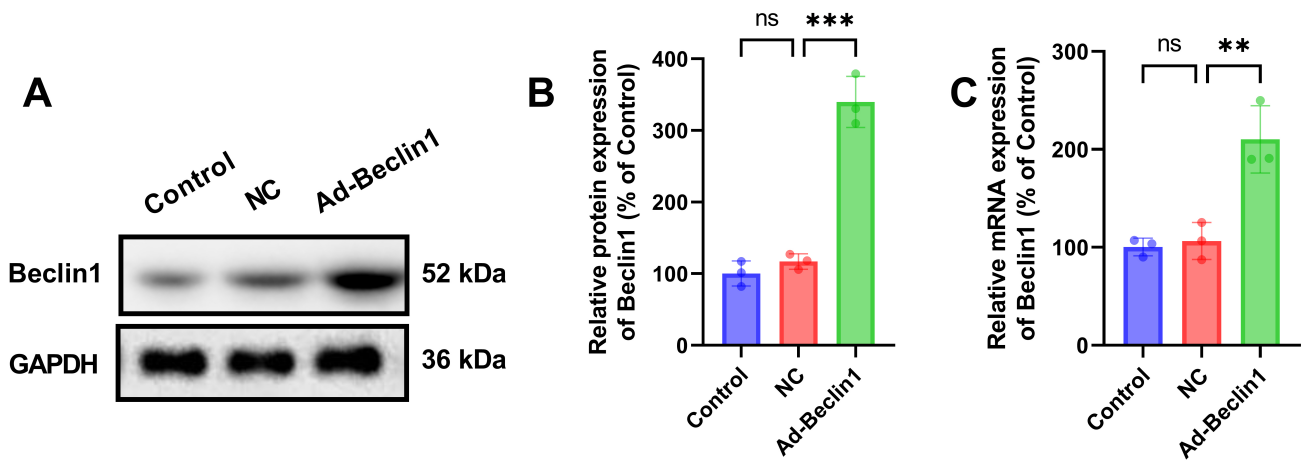 A
Control
NC
Ad-Beclin1
Beclin1
52 kDa
GAPDH
36 kDa
B
Relative protein expression
of Beclin1 (% of Control)
400
300
200
100
0
ns
***
Control
NC
Ad-Beclin1
C
Relative mRNA expression
of Beclin1 (% of Control)
300
200
100
0
ns
**
Control
NC
Ad-Beclin1